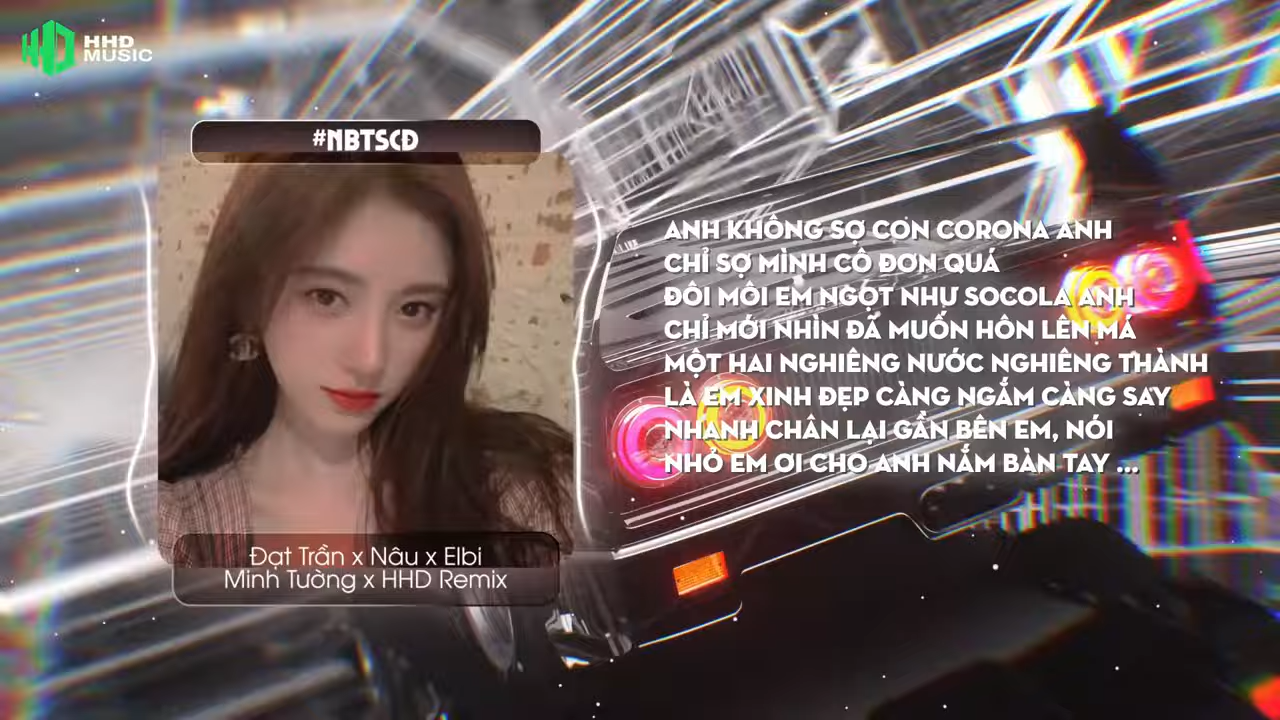 HHD
MUSIC
#NBTSCD
ANH KHÔNG SỢ CƠN CORONA ANH
CHỈ SỢ MÌNH CÔ ĐƠN QUÁ
ĐÔI MÔI EM NGỌT NHƯ SOCOLA ANH
CHỈ MỚI NHÌN ĐÃ MUỐN HÔN LÊN MÁ
MỘT HAI NGHIÊNG NƯỚC NGHIÊNG THÀNH
LÀ EM XINH ĐẸP CÀNG NGẮM CÀNG SAY
NHANH CHÂN LẠI GẦN BÊN EM, NÓI
NHỎ EM ƠI CHO ANH NẮM BÀN TAY ...
Đạt Trần x Nâu x Elbi
Minh Tường x HHD Remix